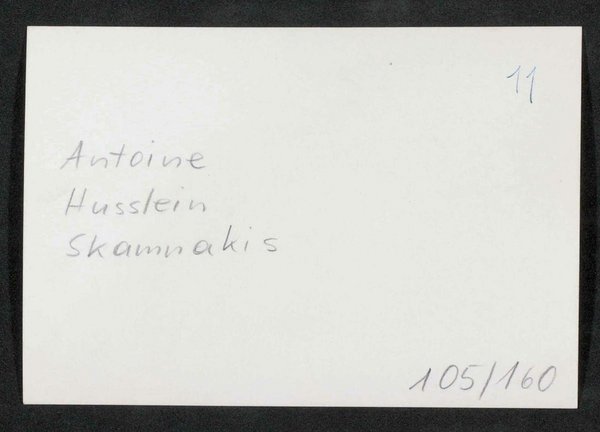 11
Antoine
Husslein
Skamnakis
105/160